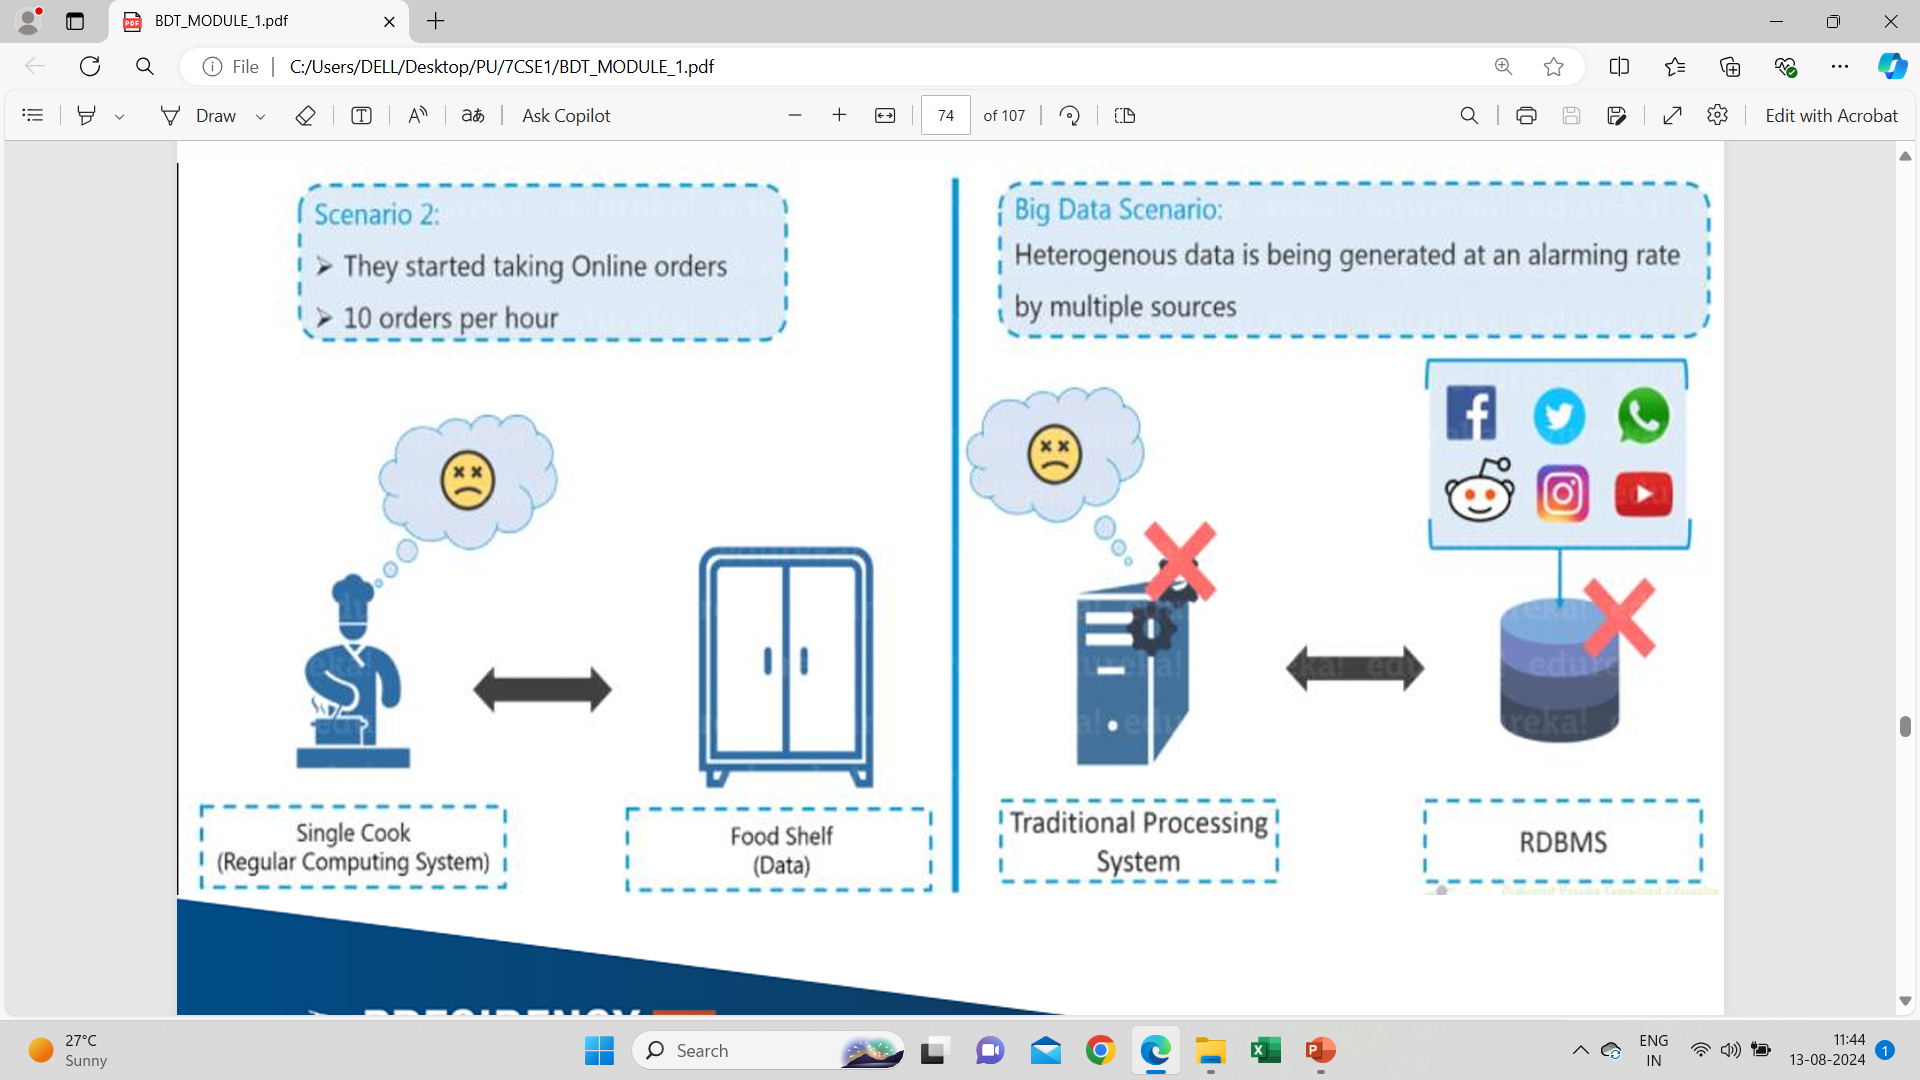 BDT_MODULE_1.pdf
File
C:/Users/DELL/Desktop/PU/7CSE1/BDT_MODULE_1.pdf
Draw
Ask Copilot
74
of 107
Edit with Acrobat
Scenario 2:
They started taking Online orders
10 orders per hour
Big Data Scenario:
Heterogenous data is being generated at an alarming rate
by multiple sources
Single Cook
(Regular Computing System)
Food Shelf
(Data)
Traditional Processing
System
RDBMS
27°C
Sunny
Search
ENG
IN
11:44
13-08-2024
1